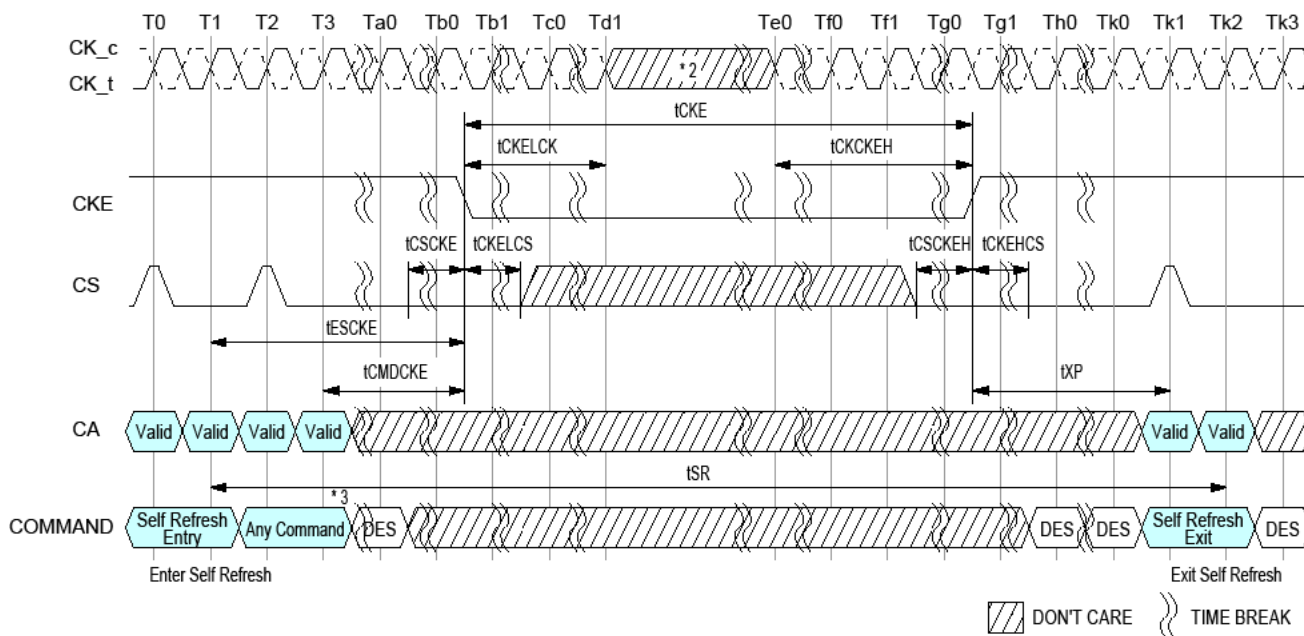 T0 T1 T2 T3 Ta0 Tb0 Tb1 Tc0 Td1 Te0 Tf0 Tf1 Tg0 Tg1 Th0 Tk0 Tk1 Tk2 Tk3
CK_c
CK_t
* 2
tCKE
tCKELCK tCKCKEH
CKE
tCSCKE tCKELCS tCSCKEH tCKEHCS
CS
tESCKE
tCMDCKE tXP
CA Valid Valid Valid Valid Valid Valid
tSR
* 3
COMMAND Self Refresh Entry Any Command DES DES DES Self Refresh Exit DES
Enter Self Refresh Exit Self Refresh
DON'T CARE TIME BREAK